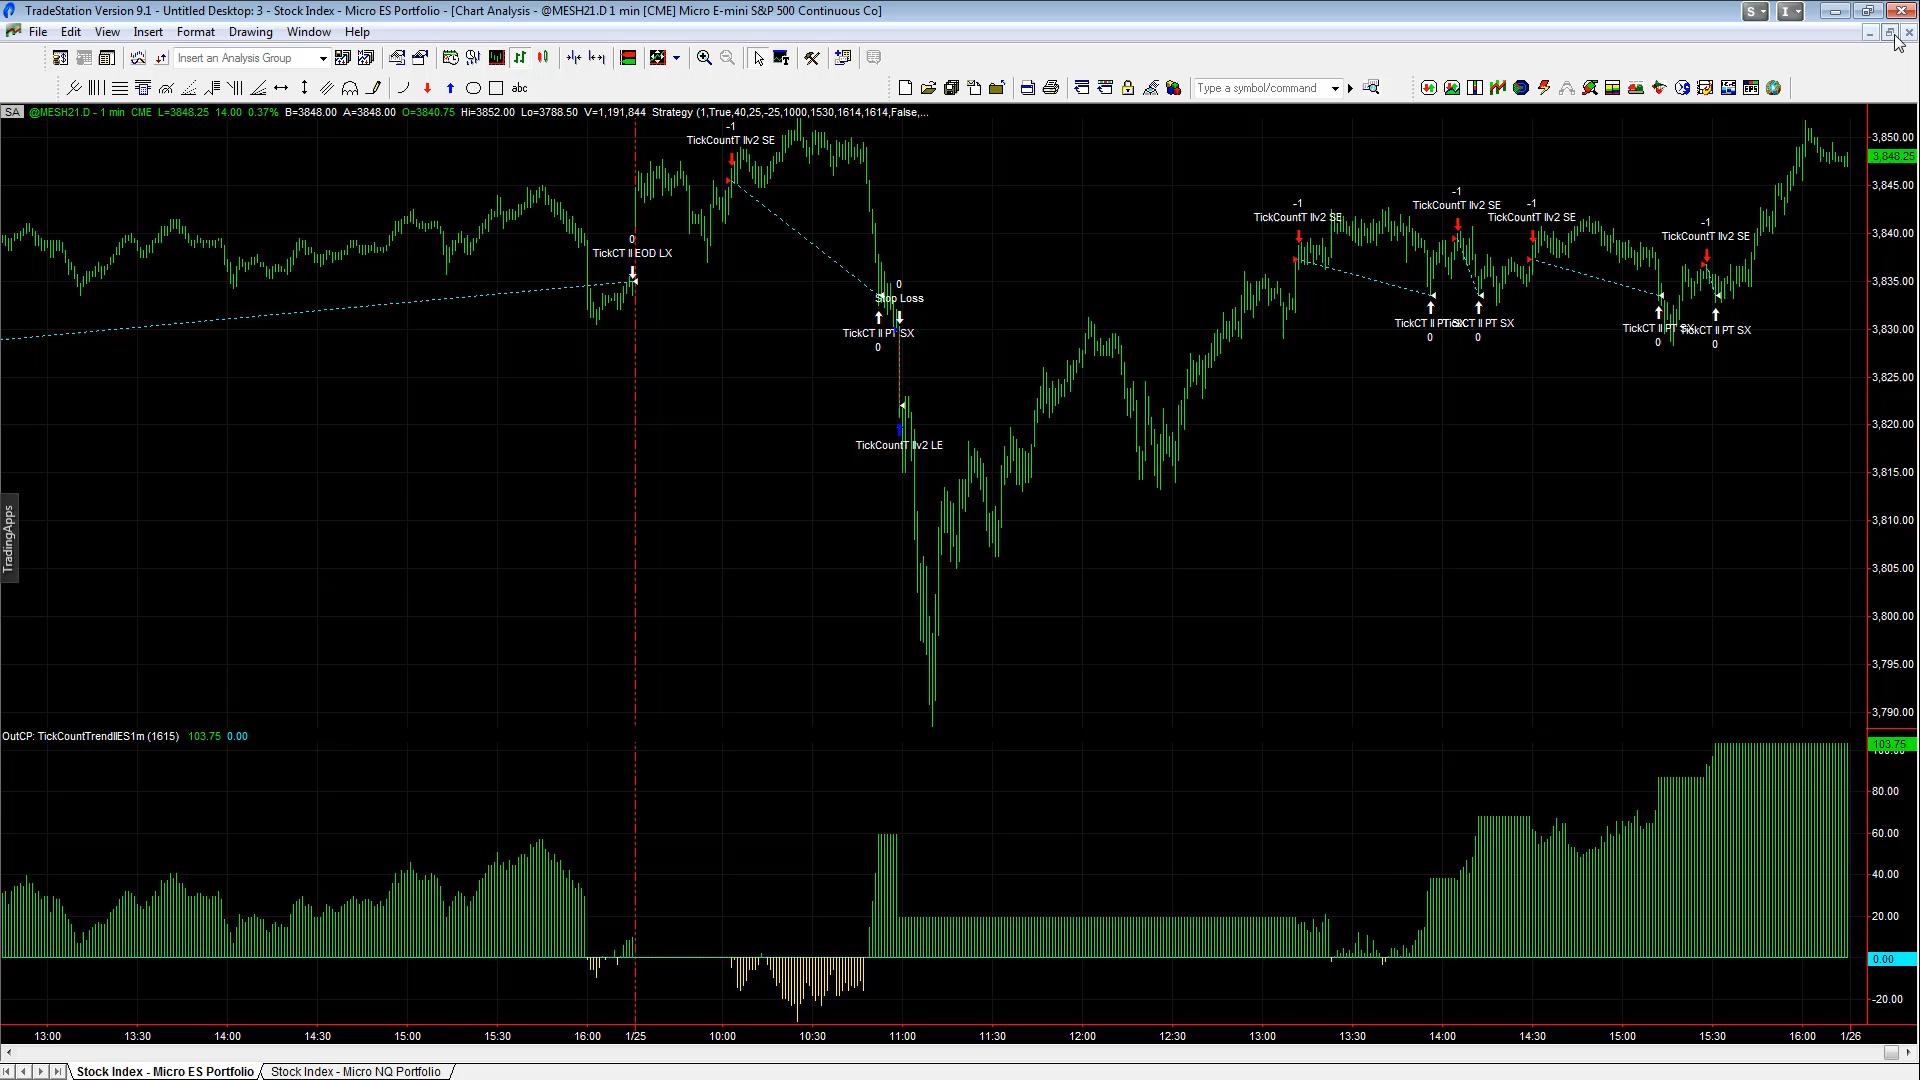 TradeStation Version 9.1 - Untitled Desktop: 3 - Stock Index - Micro ES Portfolio - [Chart Analysis - @MESH21.D 1 min [CME] Micro E-mini S&P 500 Continuous Co]
S
I
File Edit View Insert Format Drawing Window Help
Insert an Analysis Group
abc
Type a symbol/command
SA @MESH21.D - 1 min CME L=3848.25 14.00 0.37% B=3848.00 A=3848.00 O=3840.75 Hi=3852.00 Lo=3788.50 V=1,191,844 Strategy (1,True,40,25,-25,1000,1530,1614,1614,False,...
-1
TickCountT IIv2 SE
0
TickCT II EOD LX
0
Stop Loss
TickCT II PT SX
0
TickCountT IIv2 LE
-1
TickCountT IIv2 SE
-1
TickCountT IIv2 SE
-1
TickCountT IIv2 SE
-1
TickCountT IIv2 SE
TickCT II PT SX
0
0
TickCT II PT SX
0
TickCT II PT SX
0
3,850.00
3,848.25
3,845.00
3,840.00
3,835.00
3,830.00
3,825.00
3,820.00
3,815.00
3,810.00
3,805.00
3,800.00
3,795.00
3,790.00
TradingApps
OutCP: TickCountTrendIIES1m (1615) 103.75 0.00
103.75
80.00
60.00
40.00
20.00
0.00
-20.00
13:00 13:30 14:00 14:30 15:00 15:30 16:00 1/25 10:00 10:30 11:00 11:30 12:00 12:30 13:00 13:30 14:00 14:30 15:00 15:30 16:00 1/26
Stock Index - Micro ES Portfolio Stock Index - Micro NQ Portfolio